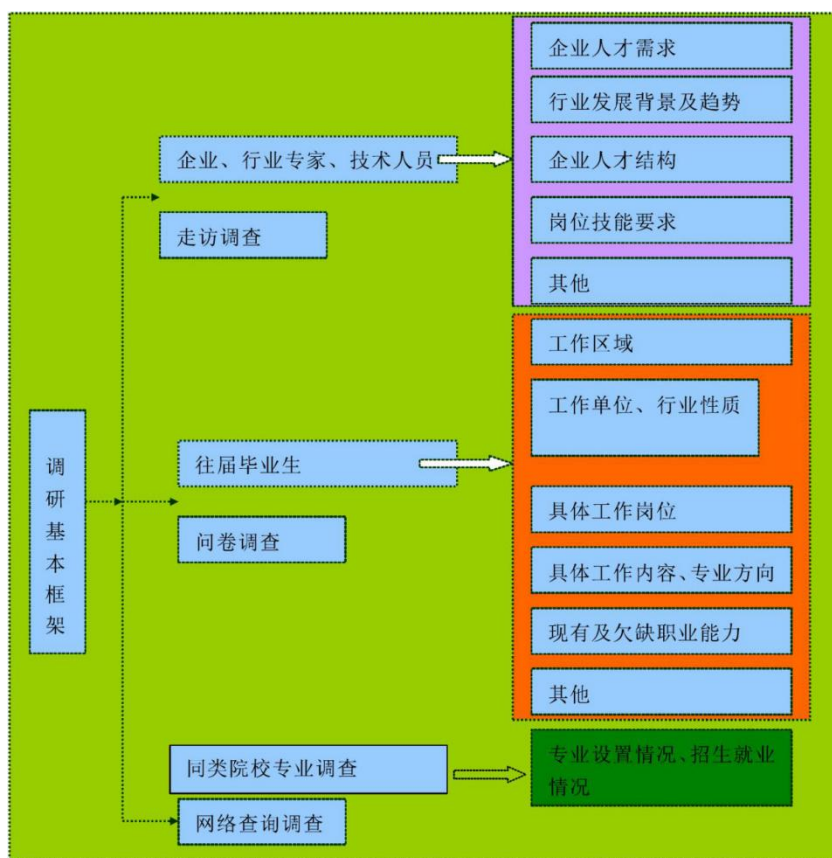 调研基本框架
企业、行业专家、技术人员
走访调查
企业人才需求
行业发展背景及趋势
企业人才结构
岗位技能要求
其他
往届毕业生
问卷调查
工作区域
工作单位、行业性质
具体工作岗位
具体工作内容、专业方向
现有及欠缺职业能力
其他
同类院校专业调查
网络查询调查
专业设置情况、招生就业
情况